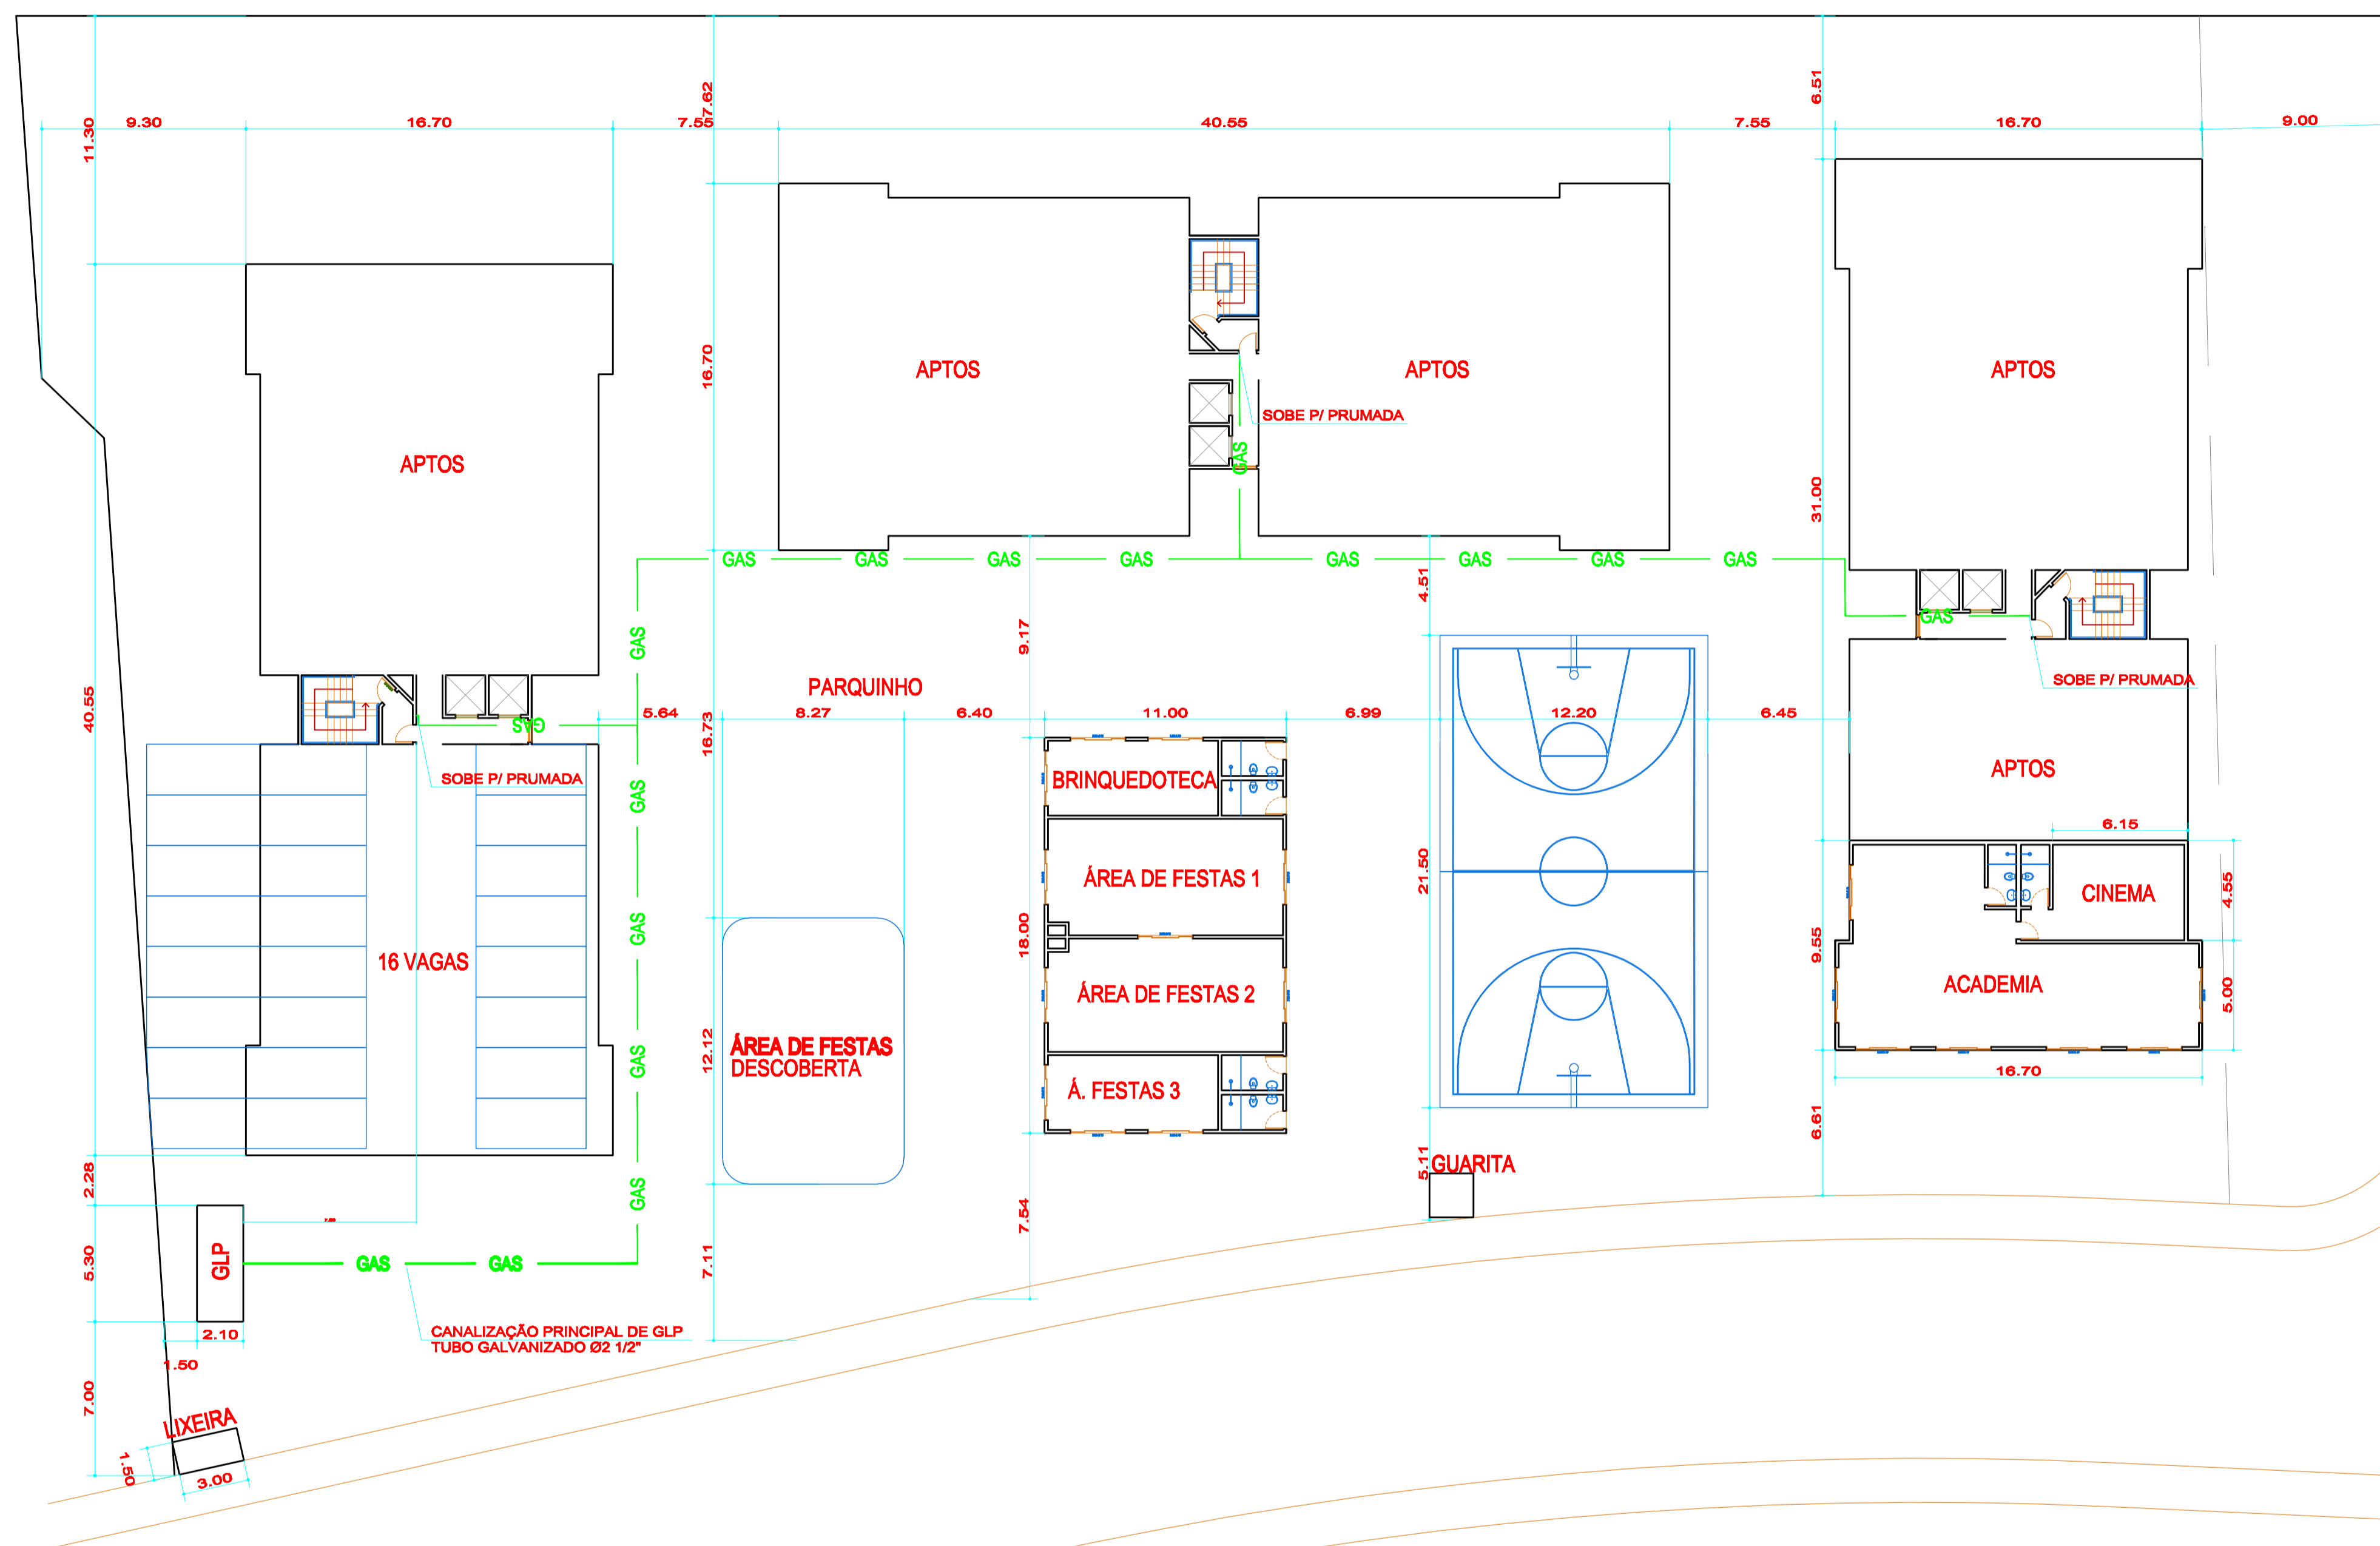 7.62
6.51
11.30
9.30
16.70
7.55
40.55
7.55
16.70
9.00
16.70
APTOS
APTOS
APTOS
APTOS
SOBE P/ PRUMADA
GAS
31.00
GAS
GAS
GAS
GAS
GAS
GAS
GAS
GAS
4.51
GAS
9.17
GAS
40.55
PARQUINHO
SOBE P/ PRUMADA
5.64
16.73
8.27
6.40
11.00
6.99
12.20
6.45
GAS
SOBE P/ PRUMADA
GAS
BRINQUEDOTECA
APTOS
6.15
21.50
ÁREA DE FESTAS 1
CINEMA
4.55
GAS
18.00
9.55
16 VAGAS
ÁREA DE FESTAS 2
ACADEMIA
5.00
12.12
GAS
ÁREA DE FESTAS
DESCOBERTA
Á. FESTAS 3
16.70
6.61
2.28
GAS
5.11
GUARITA
7.54
5.30
GLP
GAS
GAS
7.11
2.10
CANALIZAÇÃO PRINCIPAL DE GLP
TUBO GALVANIZADO Ø2 1/2"
1.50
7.00
LIXEIRA
1.50
3.00